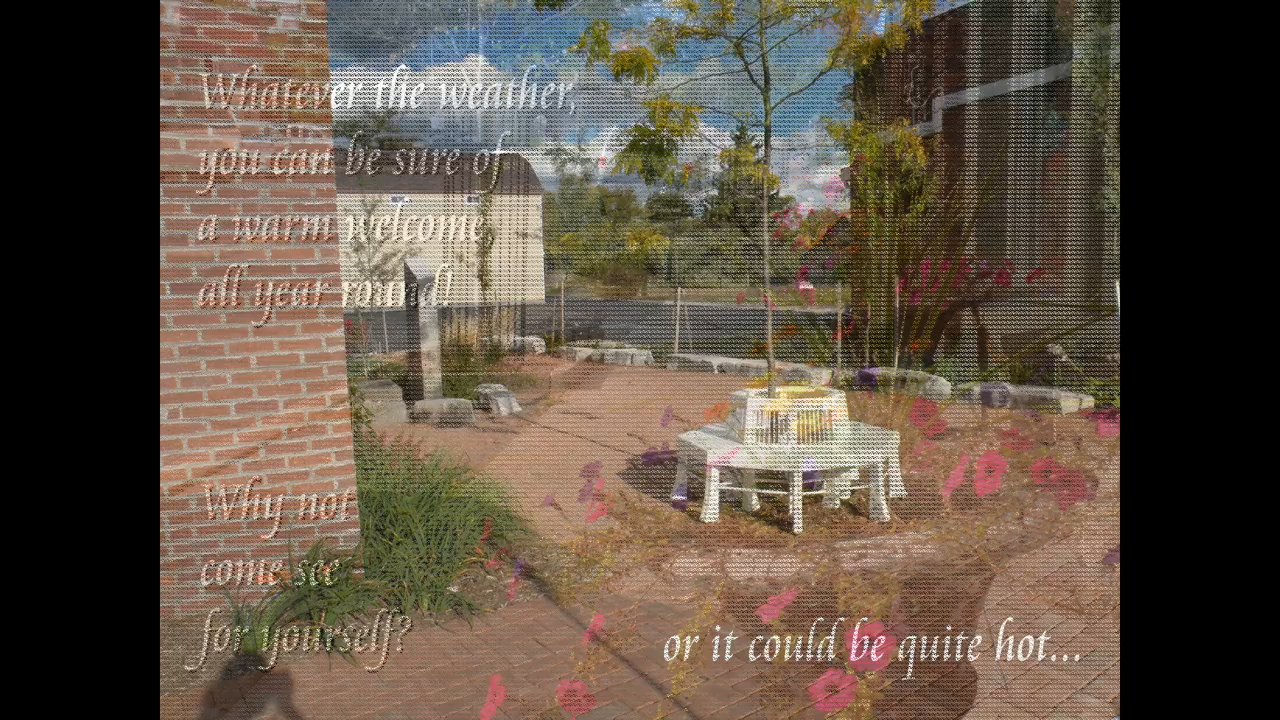 Whatever the weather,
you can be sure of
a warm welcome
all year round!
Why not
come see
for yourself?
or it could be quite hot...